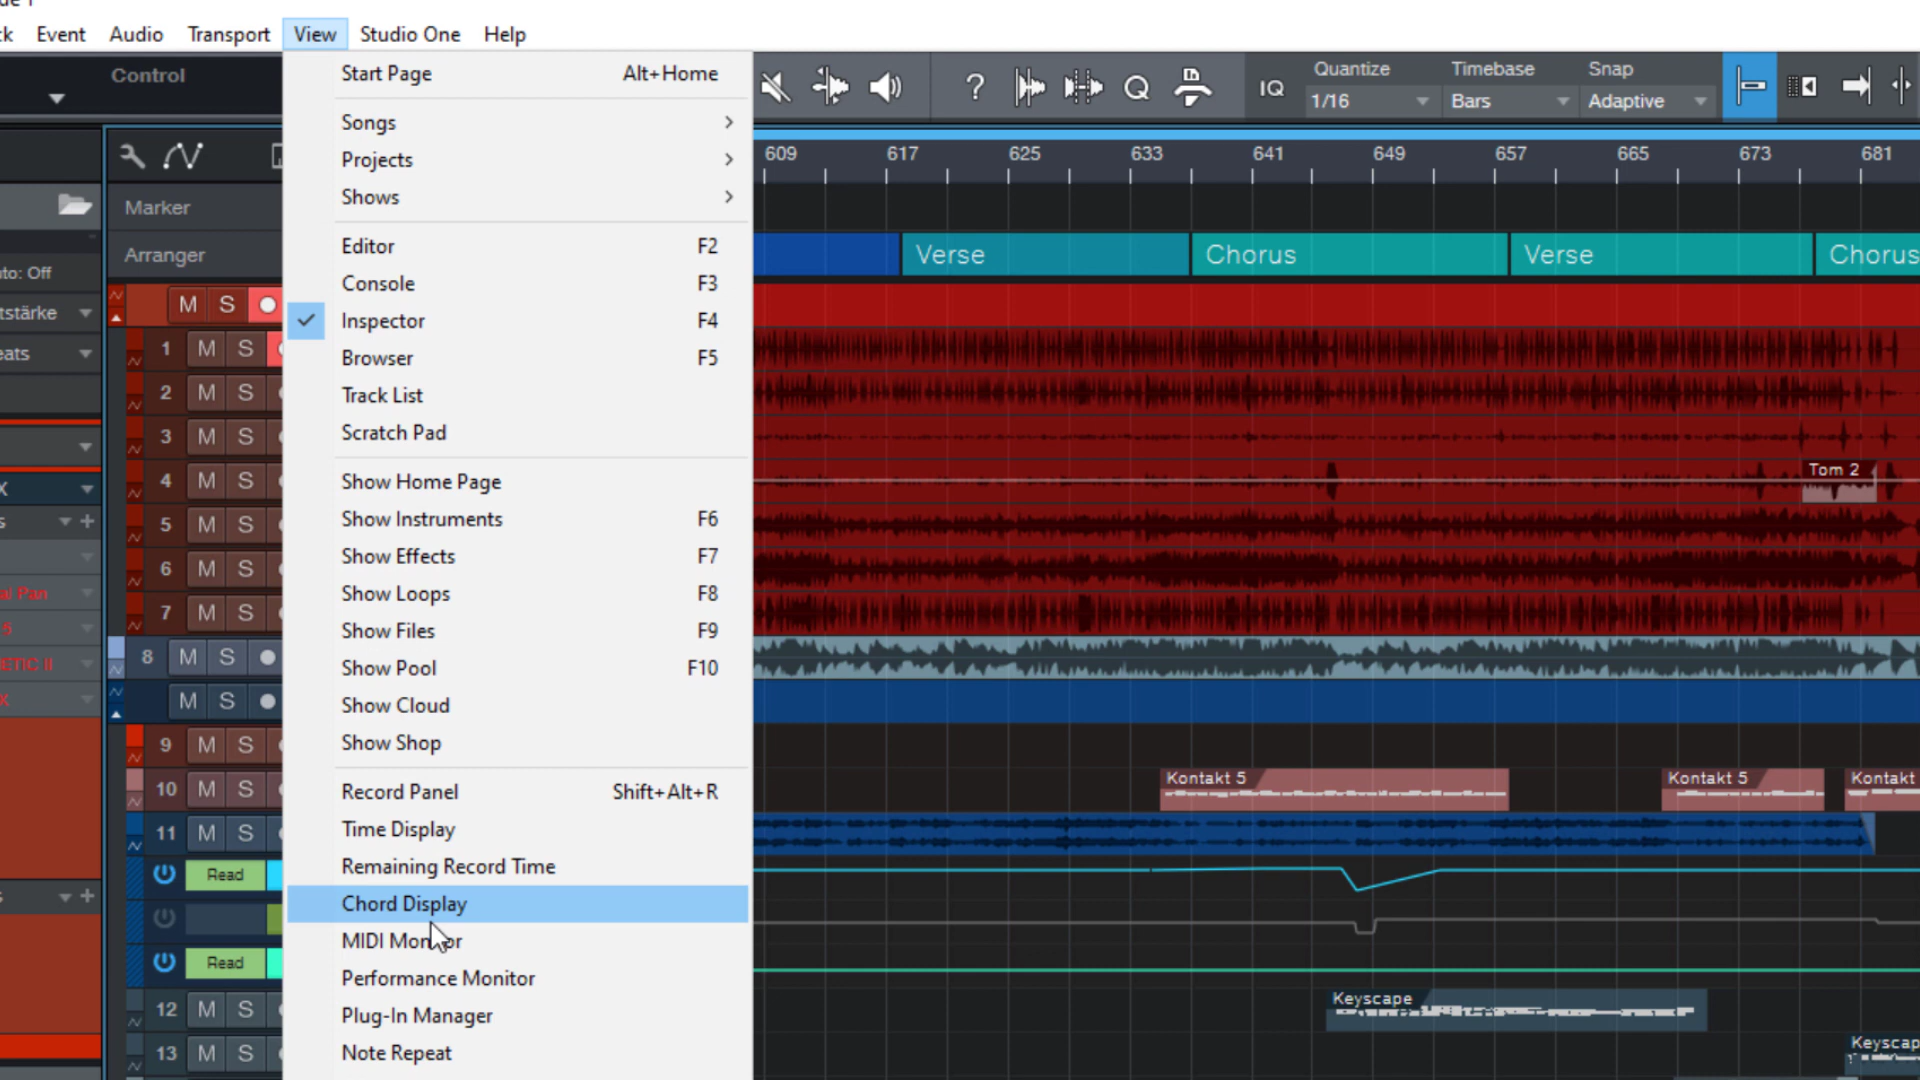 Event Audio Transport View Studio One Help
Control
Start Page Alt+Home
Songs
Projects
Shows
Editor F2
Console F3
Inspector F4
Browser F5
Track List
Scratch Pad
Show Home Page
Show Instruments F6
Show Effects F7
Show Loops F8
Show Files F9
Show Pool F10
Show Cloud
Show Shop
Record Panel Shift+Alt+R
Time Display
Remaining Record Time
Chord Display
MIDI Monitor
Performance Monitor
Plug-In Manager
Note Repeat
? Q IQ
Quantize Timebase Snap
1/16 Bars Adaptive
609 617 625 633 641 649 657 665 673 681
Marker
Arranger
Verse Chorus Verse Chorus
to: Off
tstärke
eats
al Pan
ETIC II
M S
1 M S
2 M S
3 M S
4 M S
Tom 2
5 M S
6 M S
7 M S
8 M S
M S
9 M S
10 M S
Kontakt 5 Kontakt 5 Kontakt
11 M S
Read
Read
12 M S
Keyscape
13 M S
Keyscap